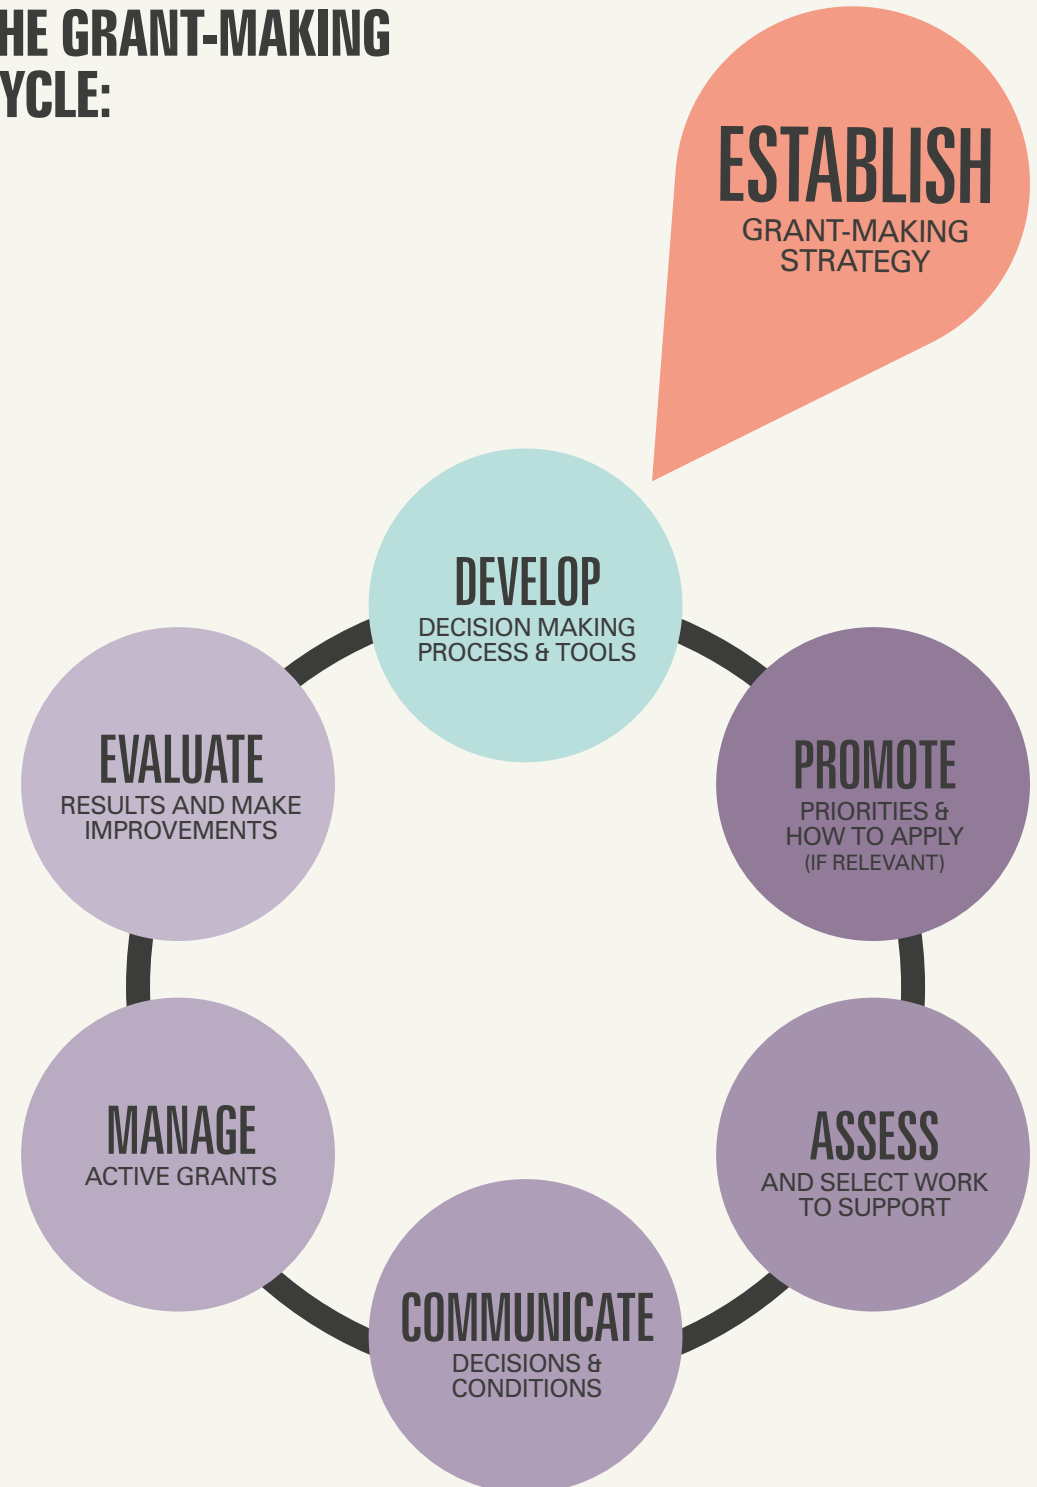 HE GRANT-MAKING
YCLE:
ESTABLISH
GRANT-MAKING
STRATEGY
DEVELOP
DECISION MAKING
PROCESS & TOOLS
PROMOTE
PRIORITIES &
HOW TO APPLY
(IF RELEVANT)
ASSESS
AND SELECT WORK
TO SUPPORT
COMMUNICATE
DECISIONS &
CONDITIONS
MANAGE
ACTIVE GRANTS
EVALUATE
RESULTS AND MAKE
IMPROVEMENTS